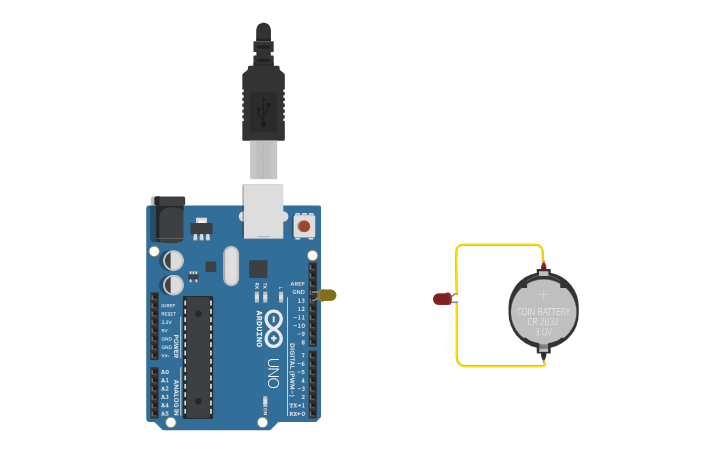 AREF
GND
13
12
~11
~10
~9
8
7
~6
~5
4
~3
2
TX→1
RX←0
DIGITAL (PWM~)
RX
TX
L
ARDUINO
UNO
ON
IOREF
RESET
3.3V
5V
GND
GND
Vin
POWER
A0
A1
A2
A3
A4
A5
ANALOG IN
COIN BATTERY
CR 2032
3.0V